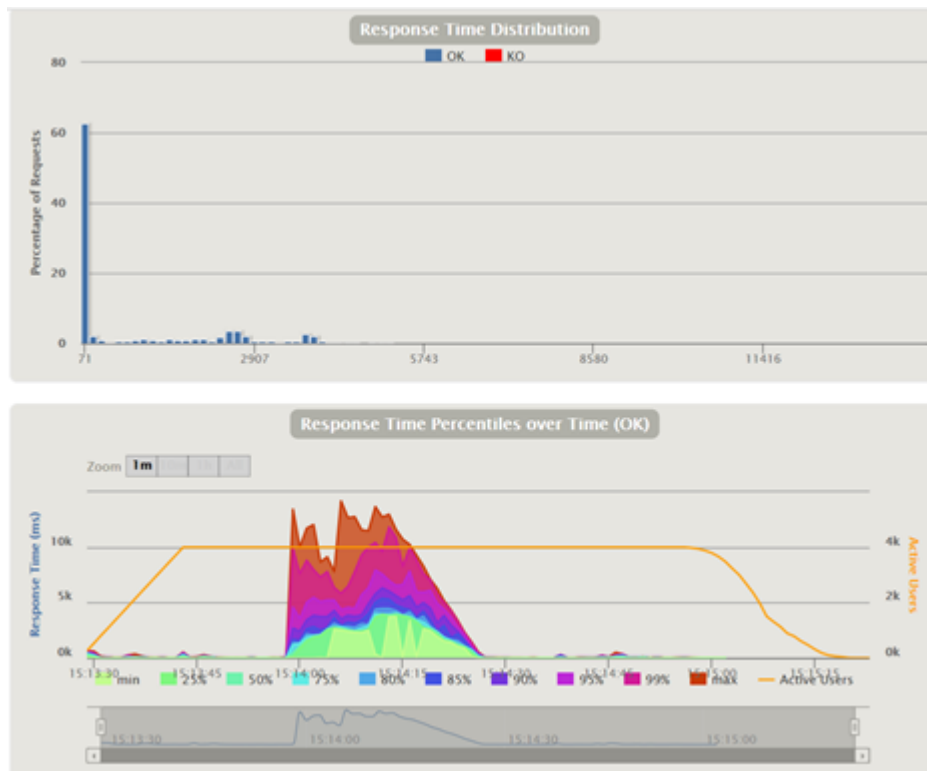 Response Time Distribution
OK KO
80
60
40
20
0
Percentage of Requests
71 2907 5743 8580 11416
Response Time Percentiles over Time (OK)
Zoom 1m
Response Time (ms)
10k
5k
0k
4k
2k
0k
Active Users
15:13:30 15:13:45 15:14:00 15:14:15 15:14:30 15:14:45 15:15:00 15:15:15
min 25% 50% 75% 80% 85% 90% 95% 99% max Active Users
15:13:30 15:14:00 15:14:30 15:15:00